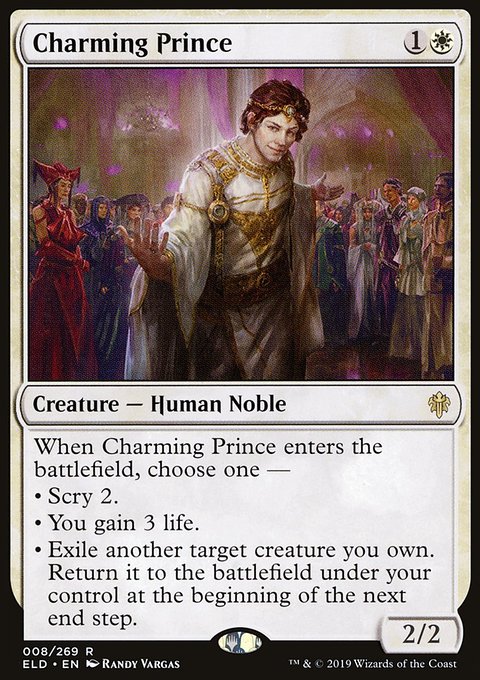 Charming Prince 1
Creature — Human Noble
When Charming Prince enters the
battlefield, choose one —
• Scry 2.
• You gain 3 life.
• Exile another target creature you own.
Return it to the battlefield under your
control at the beginning of the next
end step.
2/2
008/269 R
ELD • EN Randy Vargas
™ & © 2019 Wizards of the Coast